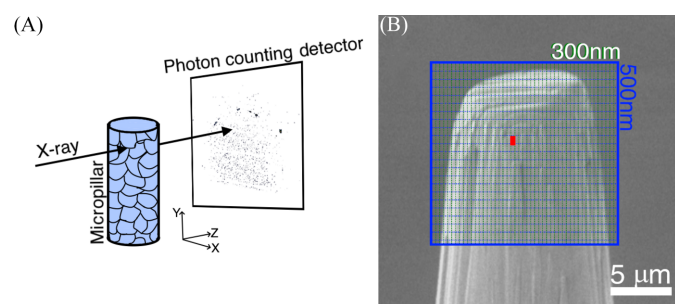 (A)
Photon counting detector
X-ray
Micropillar
Y
Z
X
(B)
300nm
500nm
5 μm